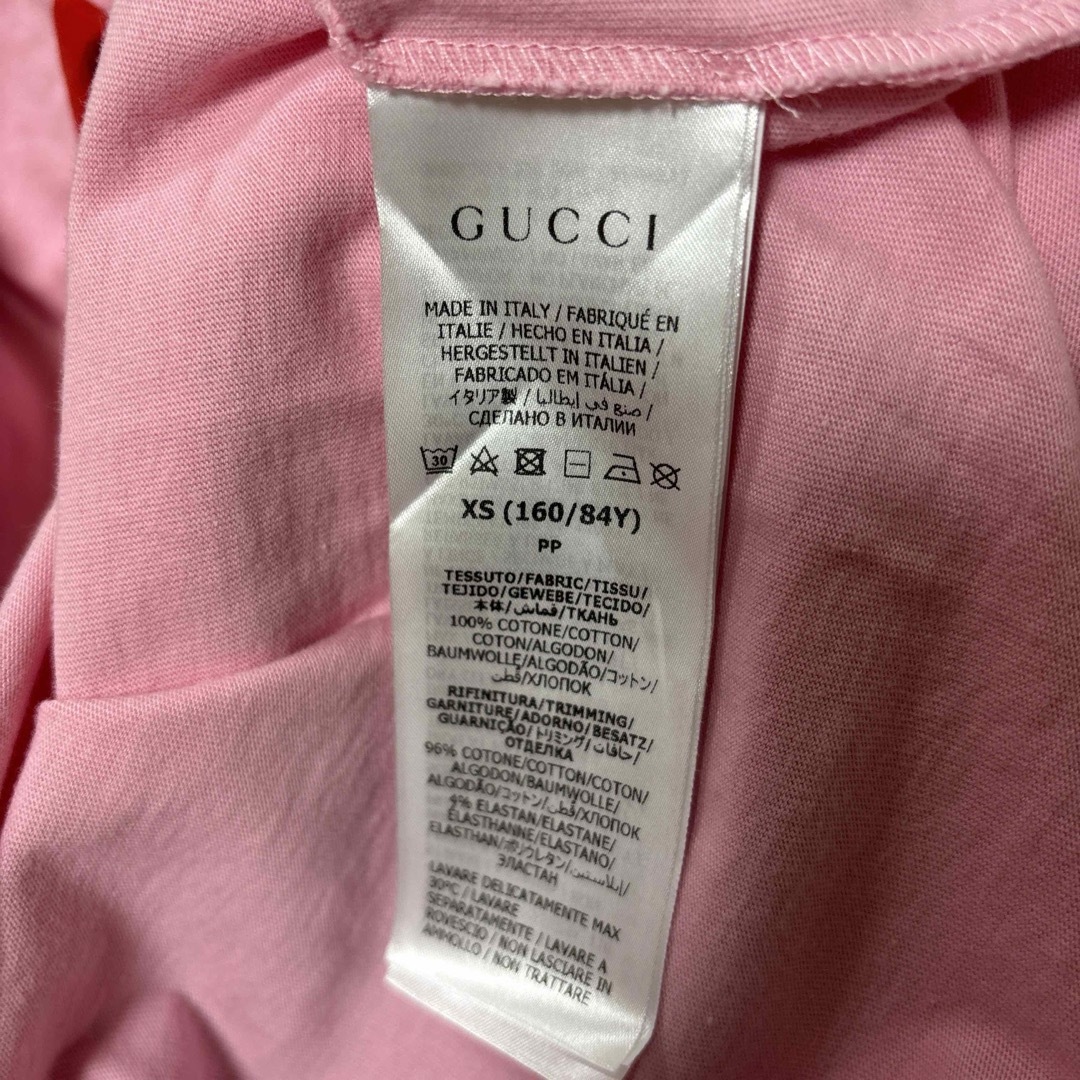 GUCCI
MADE IN ITALY / FABRIQUÉ EN
ITALIE / HECHO EN ITALIA /
HERGESTELLT IN ITALIEN /
FABRICADO EM ITÁLIA /
イタリア製 / صنع في إيطاليا /
СДЕЛАНО В ИТАЛИИ
30
XS (160/84Y)
PP
TESSUTO/FABRIC/TISSU/
TEJIDO/GEWEBE/TECIDO/
本体/قماش/ТКАНЬ
100% COTONE/COTTON/
COTON/ALGODON/
BAUMWOLLE/ALGODÃO/コットン/
قطن/ХЛОПОК
RIFINITURA/TRIMMING/
GARNITURE/ADORNO/BESATZ/
GUARNIÇÃO/トリミング/حافات/
ОТДЕЛКА
96% COTONE/COTTON/COTON/
ALGODON/BAUMWOLLE/
ALGODÃO/コットン/قطن/ХЛОПОК
4% ELASTAN/ELASTANE/
ÉLASTHANNE/ELASTANO/
ELASTHAN/ポリウレタン/إيلاستين/
ЭЛАСТАН
LAVARE DELICATAMENTE MAX
30°C / LAVARE
SEPARATAMENTE / LAVARE A
ROVESCIO / NON LASCIARE IN
AMMOLLO / NON TRATTARE